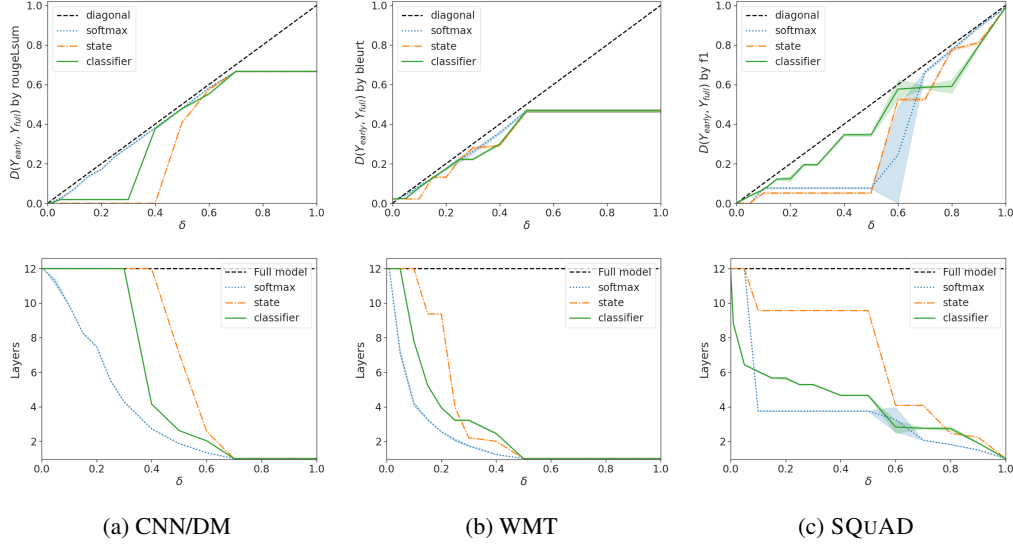 D(Y_early, Y_full) by rougeLsum
1.0
0.8
0.6
0.4
0.2
0.0
diagonal
softmax
state
classifier
0.0 0.2 0.4 0.6 0.8 1.0
δ
D(Y_early, Y_full) by bleurt
1.0
0.8
0.6
0.4
0.2
0.0
diagonal
softmax
state
classifier
0.0 0.2 0.4 0.6 0.8 1.0
δ
D(Y_early, Y_full) by f1
1.0
0.8
0.6
0.4
0.2
0.0
diagonal
softmax
state
classifier
0.0 0.2 0.4 0.6 0.8 1.0
δ
Layers
12
10
8
6
4
2
Full model
softmax
state
classifier
0.0 0.2 0.4 0.6 0.8 1.0
δ
Layers
12
10
8
6
4
2
Full model
softmax
state
classifier
0.0 0.2 0.4 0.6 0.8 1.0
δ
Layers
12
10
8
6
4
2
Full model
softmax
state
classifier
0.0 0.2 0.4 0.6 0.8 1.0
δ
(a) CNN/DM
(b) WMT
(c) SQUAD